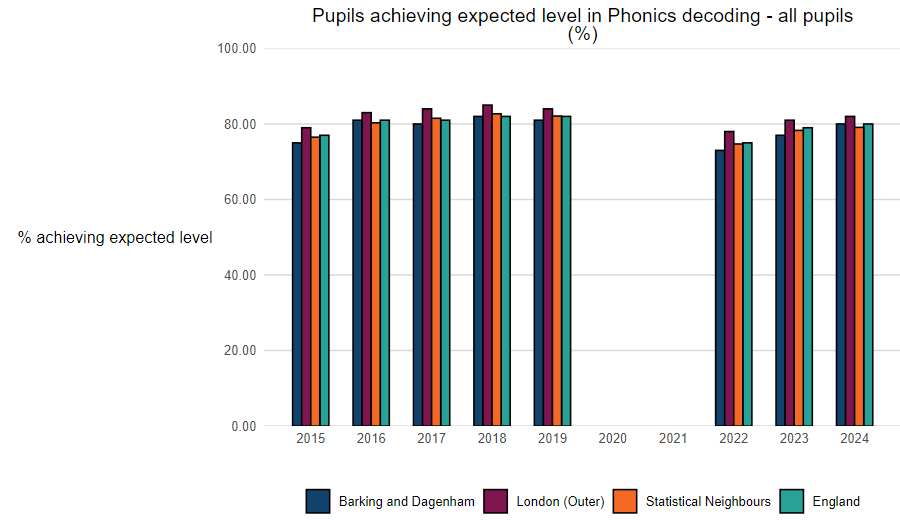 Pupils achieving expected level in Phonics decoding - all pupils
(%)
100.00
80.00
60.00
% achieving expected level
40.00
20.00
0.00
2015 2016 2017 2018 2019 2020 2021 2022 2023 2024
Barking and Dagenham London (Outer) Statistical Neighbours England